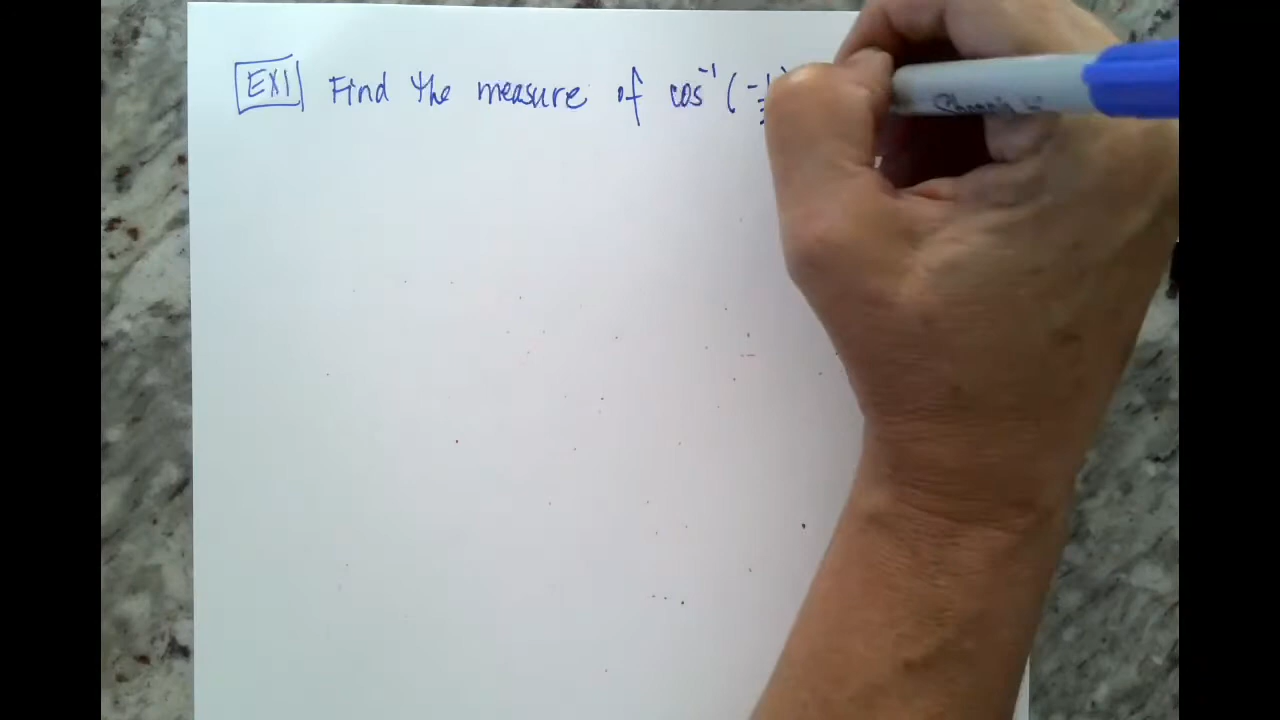 EX1 Find the measure of cos⁻¹(-